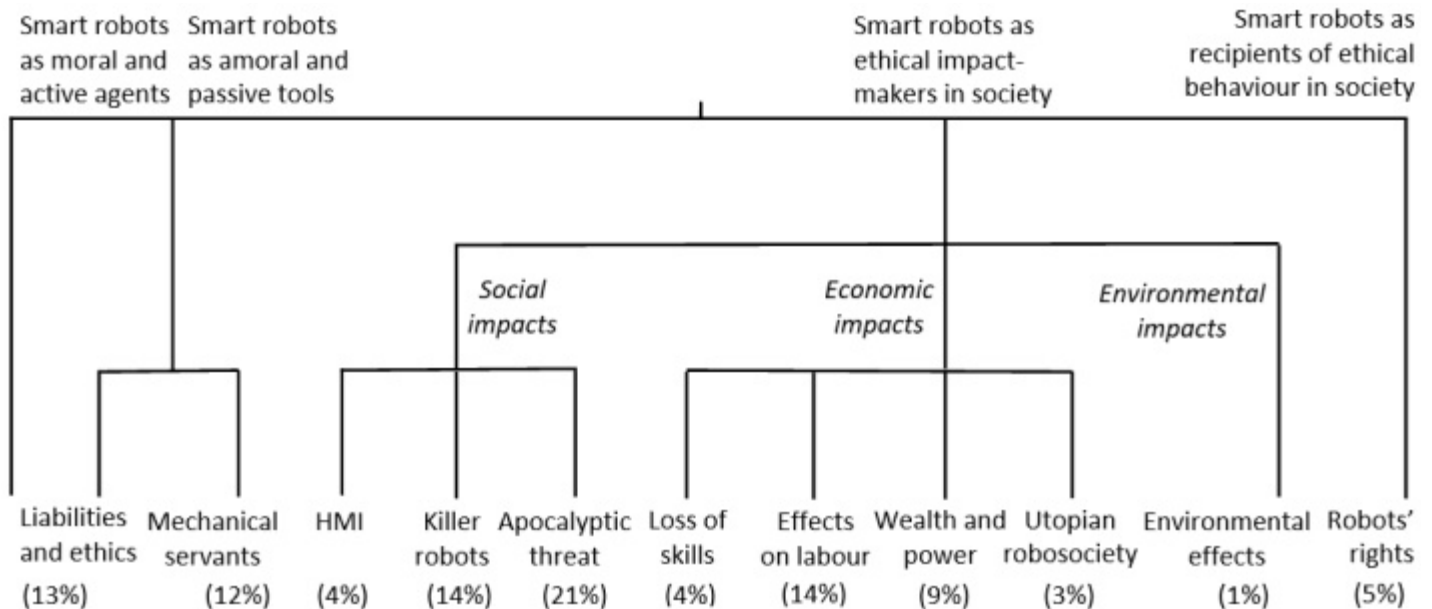 Smart robots
as moral and
active agents
Smart robots
as amoral and
passive tools
Smart robots as
ethical impact-
makers in society
Smart robots as
recipients of ethical
behaviour in society
Social
impacts
Economic
impacts
Environmental
impacts
Liabilities
and ethics
(13%)
Mechanical
servants
(12%)
HMI
(4%)
Killer
robots
(14%)
Apocalyptic
threat
(21%)
Loss of
skills
(4%)
Effects
on labour
(14%)
Wealth and
power
(9%)
Utopian
robosociety
(3%)
Environmental
effects
(1%)
Robots’
rights
(5%)